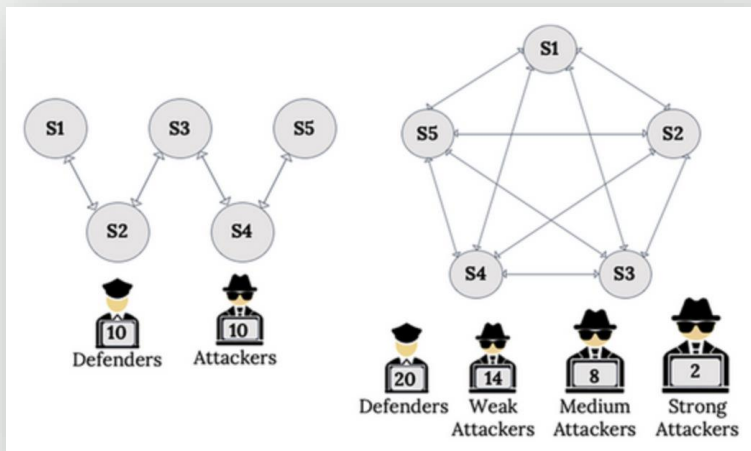 S1
S3
S5
S2
S4
10
Defenders
10
Attackers
S1
S5
S2
S4
S3
20
Defenders
14
Weak
Attackers
8
Medium
Attackers
2
Strong
Attackers